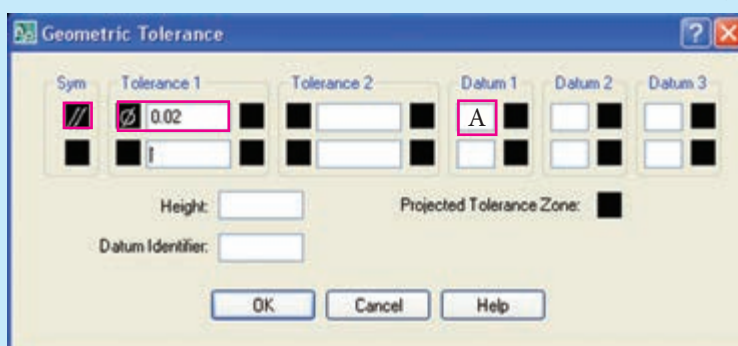 Geometric Tolerance
Sym Tolerance 1 Tolerance 2 Datum 1 Datum 2 Datum 3
// Ø 0.02 A
Height:
Projected Tolerance Zone:
Datum Identifier:
OK Cancel Help